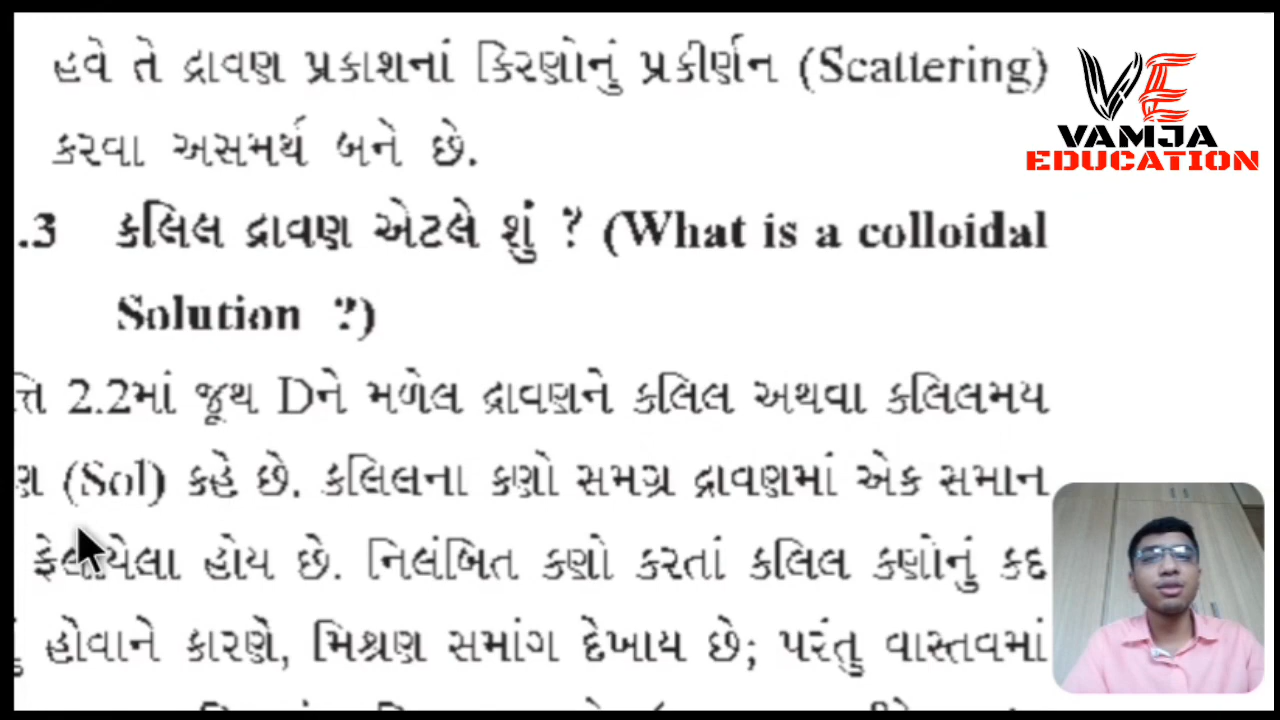 હવે તે દ્રાવણ પ્રકાશનાં કિરણોનું પ્રકીર્ણન (Scattering)
કરવા અસમર્થ બને છે.
.3 કલિલ દ્રાવણ એટલે શું ? (What is a colloidal
Solution ?)
2.2માં જૂથ Dને મળેલ દ્રાવણને કલિલ અથવા કલિલમય
(Sol) કહે છે. કલિલના કણો સમગ્ર દ્રાવણમાં એક સમાન
ફેલાયેલા હોય છે. નિલંબિત કણો કરતાં કલિલ કણોનું કદ
હોવાને કારણે, મિશ્રણ સમાંગ દેખાય છે; પરંતુ વાસ્તવમાં
VE
VAMJA
EDUCATION